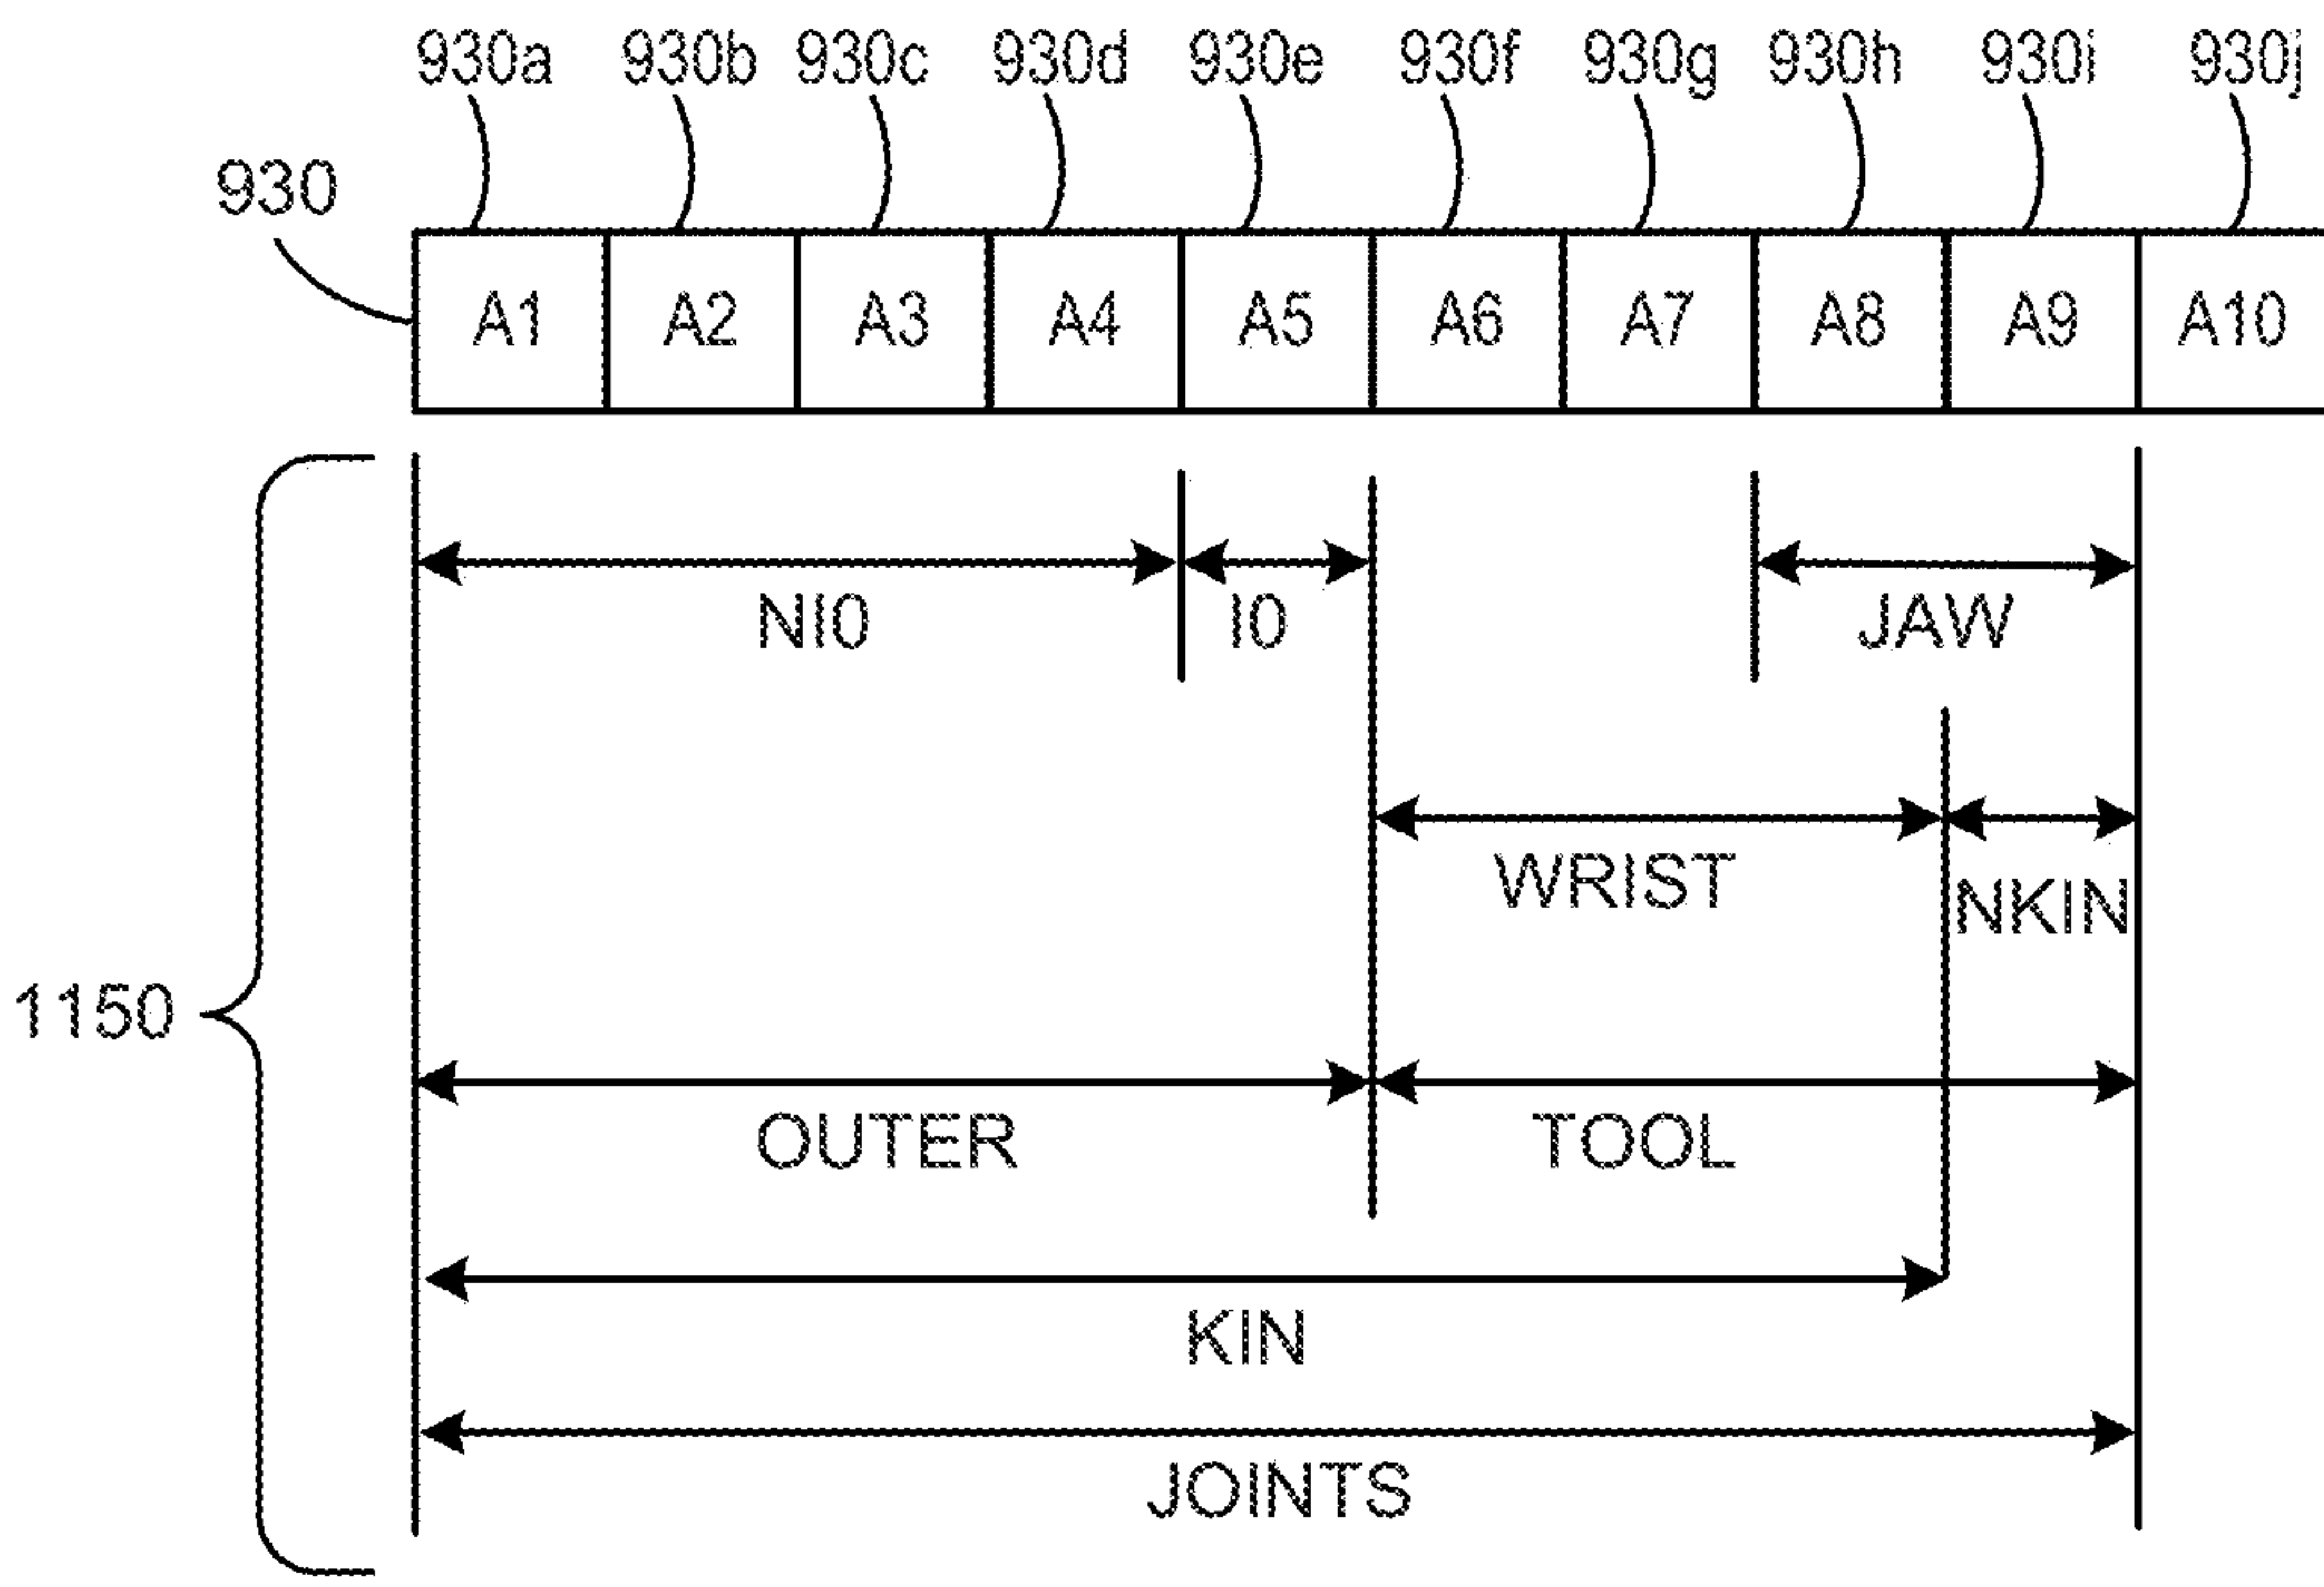 930a 930b 930c 930d 930e 930f 930g 930h 930i 930j
930
A1 A2 A3 A4 A5 A6 A7 A8 A9 A10
NI0 I0 JAW
WRIST
NKIN
1150
OUTER TOOL
KIN
JOINTS